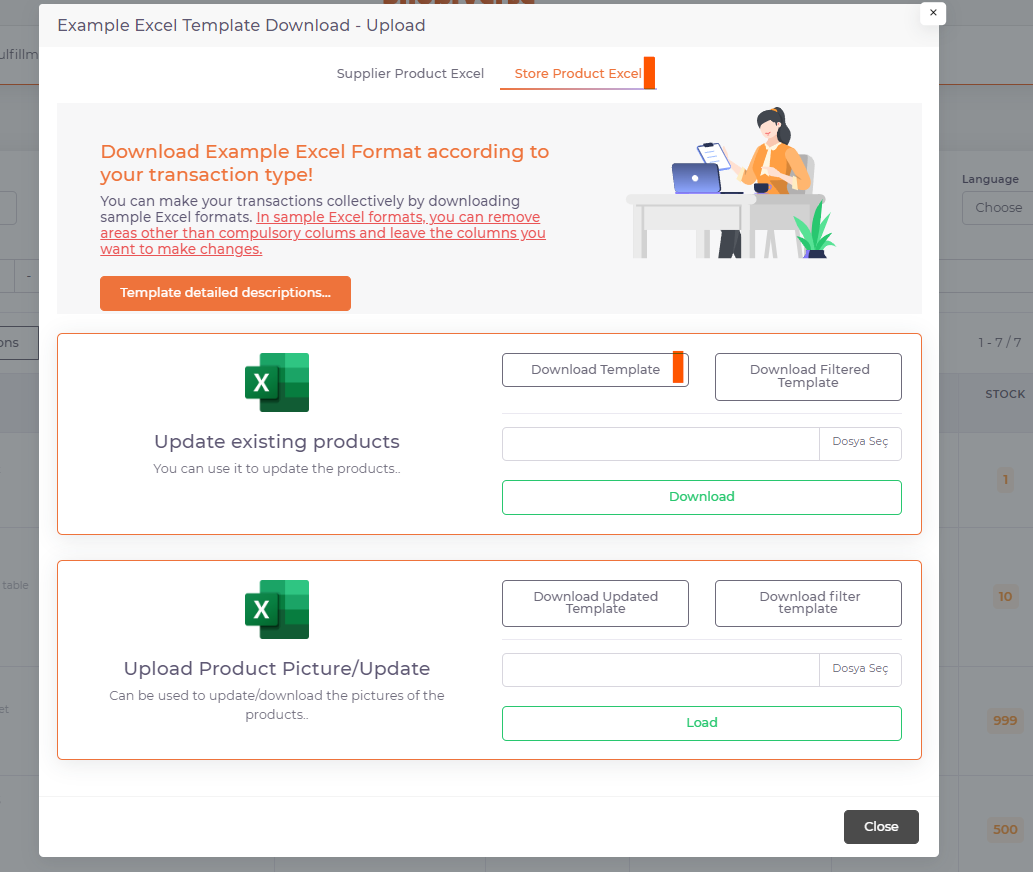 Example Excel Template Download - Upload
×
ulfillm
Supplier Product Excel
Store Product Excel
Download Example Excel Format according to
your transaction type!
You can make your transactions collectively by downloading
sample Excel formats. In sample Excel formats, you can remove
areas other than compulsory colums and leave the columns you
want to make changes.
Template detailed descriptions...
Language
Choose
-
ons
1 - 7 / 7
STOCK
X
Update existing products
You can use it to update the products..
Download Template
Download Filtered
Template
Dosya Seç
Download
1
table
10
X
Upload Product Picture/Update
Can be used to update/download the pictures of the
products..
Download Updated
Template
Download filter
template
Dosya Seç
Load
et
999
500
Close